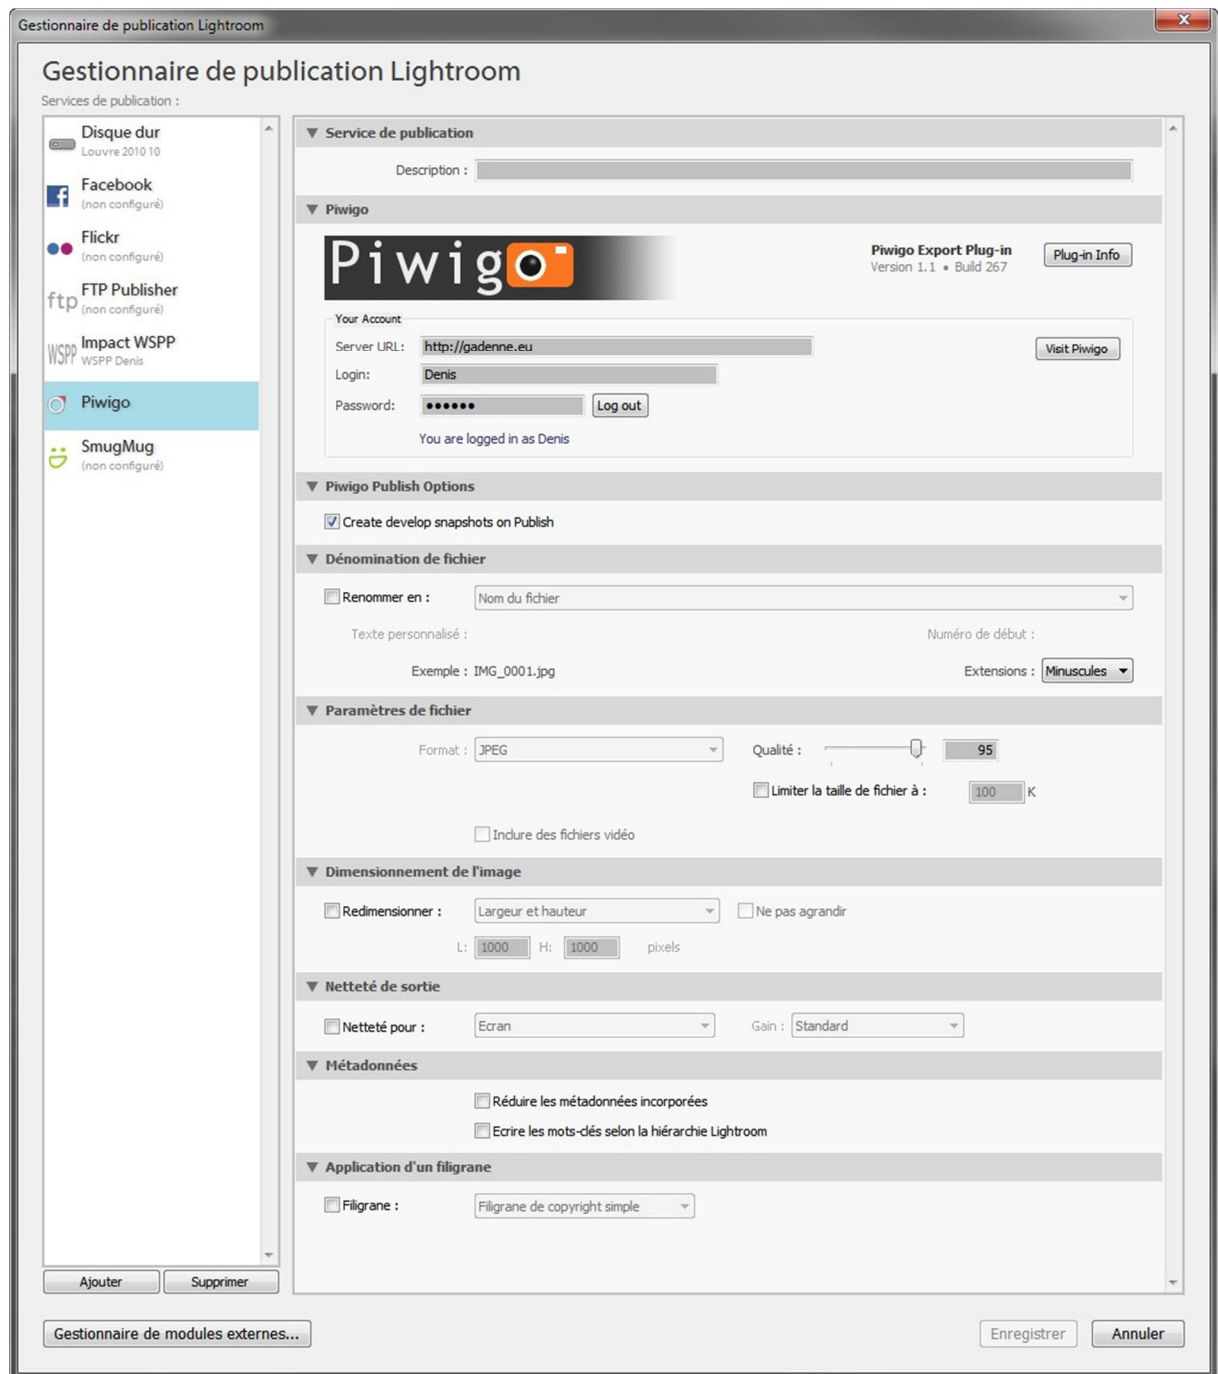 Gestionnaire de publication Lightroom
Gestionnaire de publication Lightroom
Services de publication :
Disque dur
Louvre 2010 10
Facebook
(non configuré)
Flickr
(non configuré)
ftp
FTP Publisher
(non configuré)
WSPP
Impact WSPP
WSPP Denis
Piwigo
SmugMug
(non configuré)
Ajouter
Supprimer
Service de publication
Description :
Piwigo
Piwigo
Piwigo Export Plug-in
Version 1.1 • Build 267
Plug-in Info
Your Account
Server URL: http://gadenne.eu
Visit Piwigo
Login: Denis
Password: ●●●●●● Log out
You are logged in as Denis
Piwigo Publish Options
Create develop snapshots on Publish
Dénomination de fichier
Renommer en : Nom du fichier
Texte personnalisé : Numéro de début :
Exemple : IMG_0001.jpg Extensions : Minuscules
Paramètres de fichier
Format : JPEG Qualité : 95
Limiter la taille de fichier à : 100 K
Inclure des fichiers vidéo
Dimensionnement de l'image
Redimensionner : Largeur et hauteur Ne pas agrandir
L: 1000 H: 1000 pixels
Netteté de sortie
Netteté pour : Ecran Gain : Standard
Métadonnées
Réduire les métadonnées incorporées
Ecrire les mots-clés selon la hiérarchie Lightroom
Application d'un filigrane
Filigrane : Filigrane de copyright simple
Gestionnaire de modules externes...
Enregistrer
Annuler